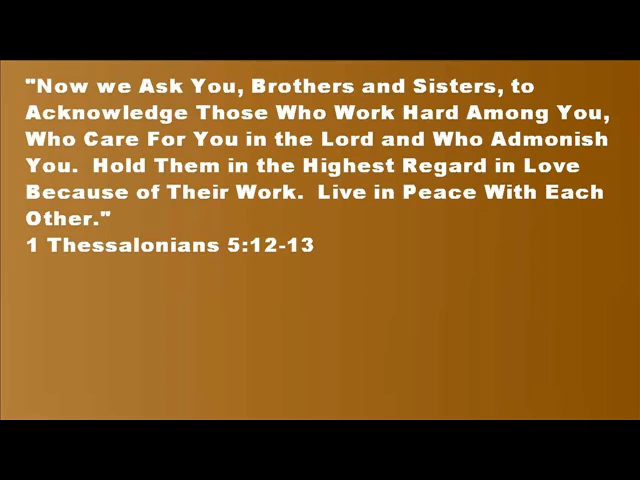 "Now we Ask You, Brothers and Sisters, to
Acknowledge Those Who Work Hard Among You,
Who Care For You in the Lord and Who Admonish
You.  Hold Them in the Highest Regard in Love
Because of Their Work.  Live in Peace With Each
Other."
1 Thessalonians 5:12-13